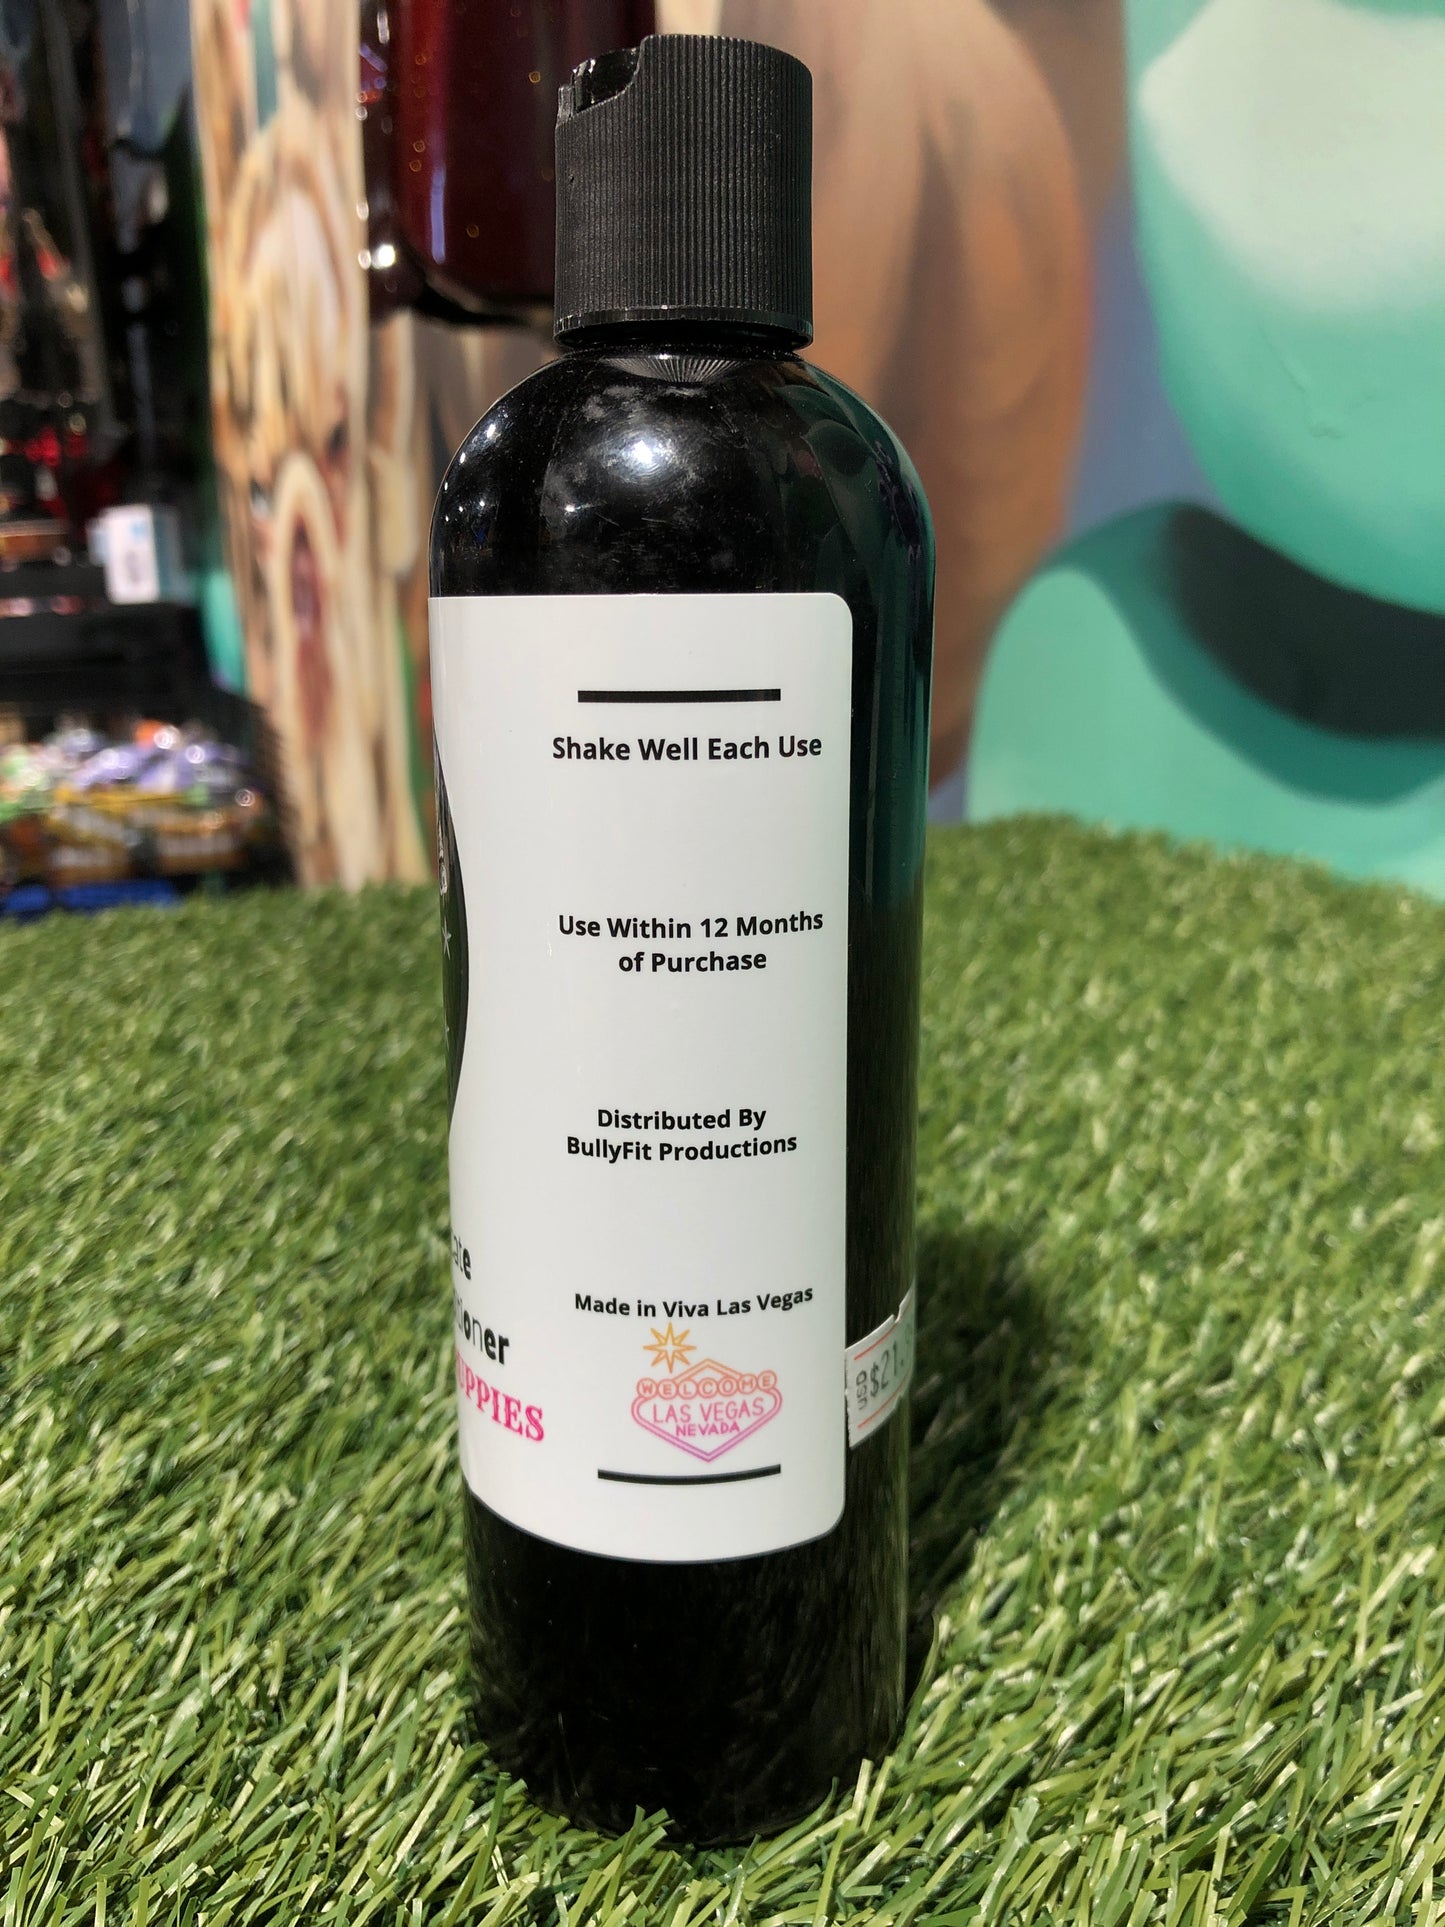 Shake Well Each Use
Use Within 12 Months
of Purchase
Distributed By
BullyFit Productions
Made in Viva Las Vegas
WELCOME
LAS VEGAS
NEVADA
USD